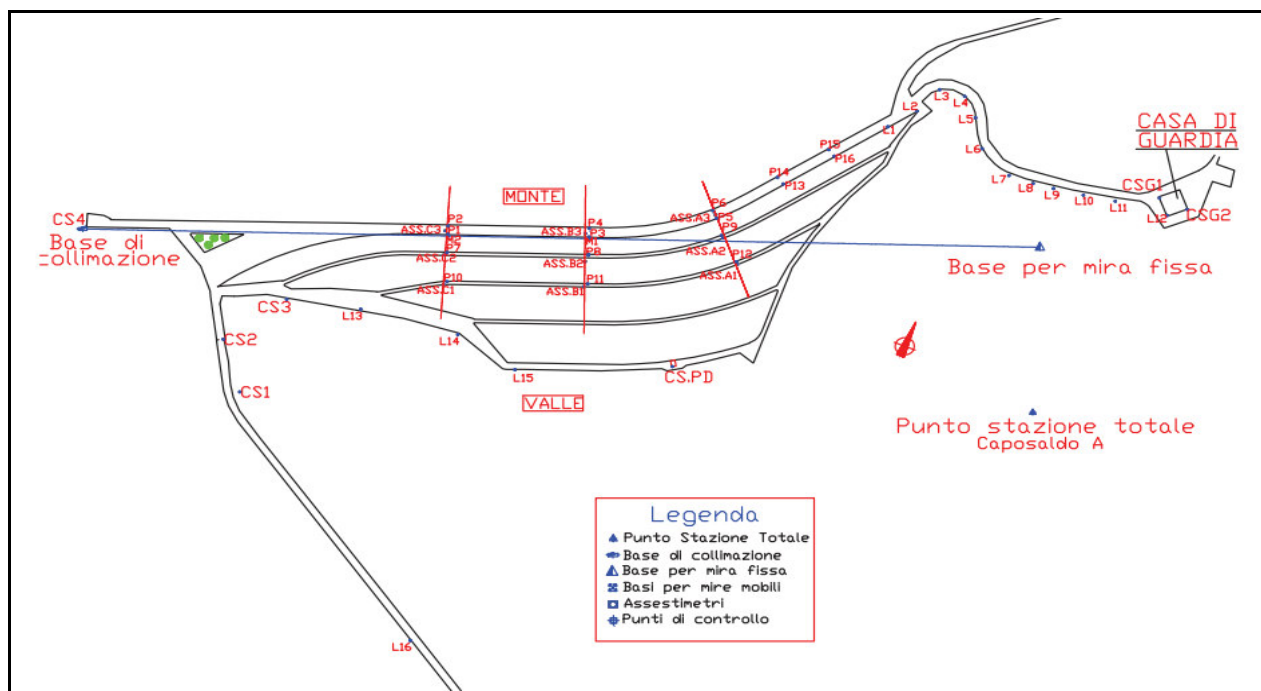 L3
L4
L2
L5
L1
CASA DI
GUARDIA
P15
P16
L6
P14
P13
L7
L8
L9
L10
L11
CSG1
L12
CSG2
MONTE
CS4
Base di
collimazione
P2
ASS.C3
P1
P4
ASS.B3
P3
M1
P6
ASS.A3
P5
P9
ASS.C2
P8
ASS.B2
ASS.A2
P12
Base per mira fissa
P10
ASS.C1
P11
ASS.B1
ASS.A1
CS3
L13
L14
CS2
L15
D
CS.PD
CS1
VALLE
Punto stazione totale
Caposaldo A
L16
Legenda
Punto Stazione Totale
Base di collimazione
Base per mira fissa
Basi per mire mobili
Assestimetri
Punti di controllo